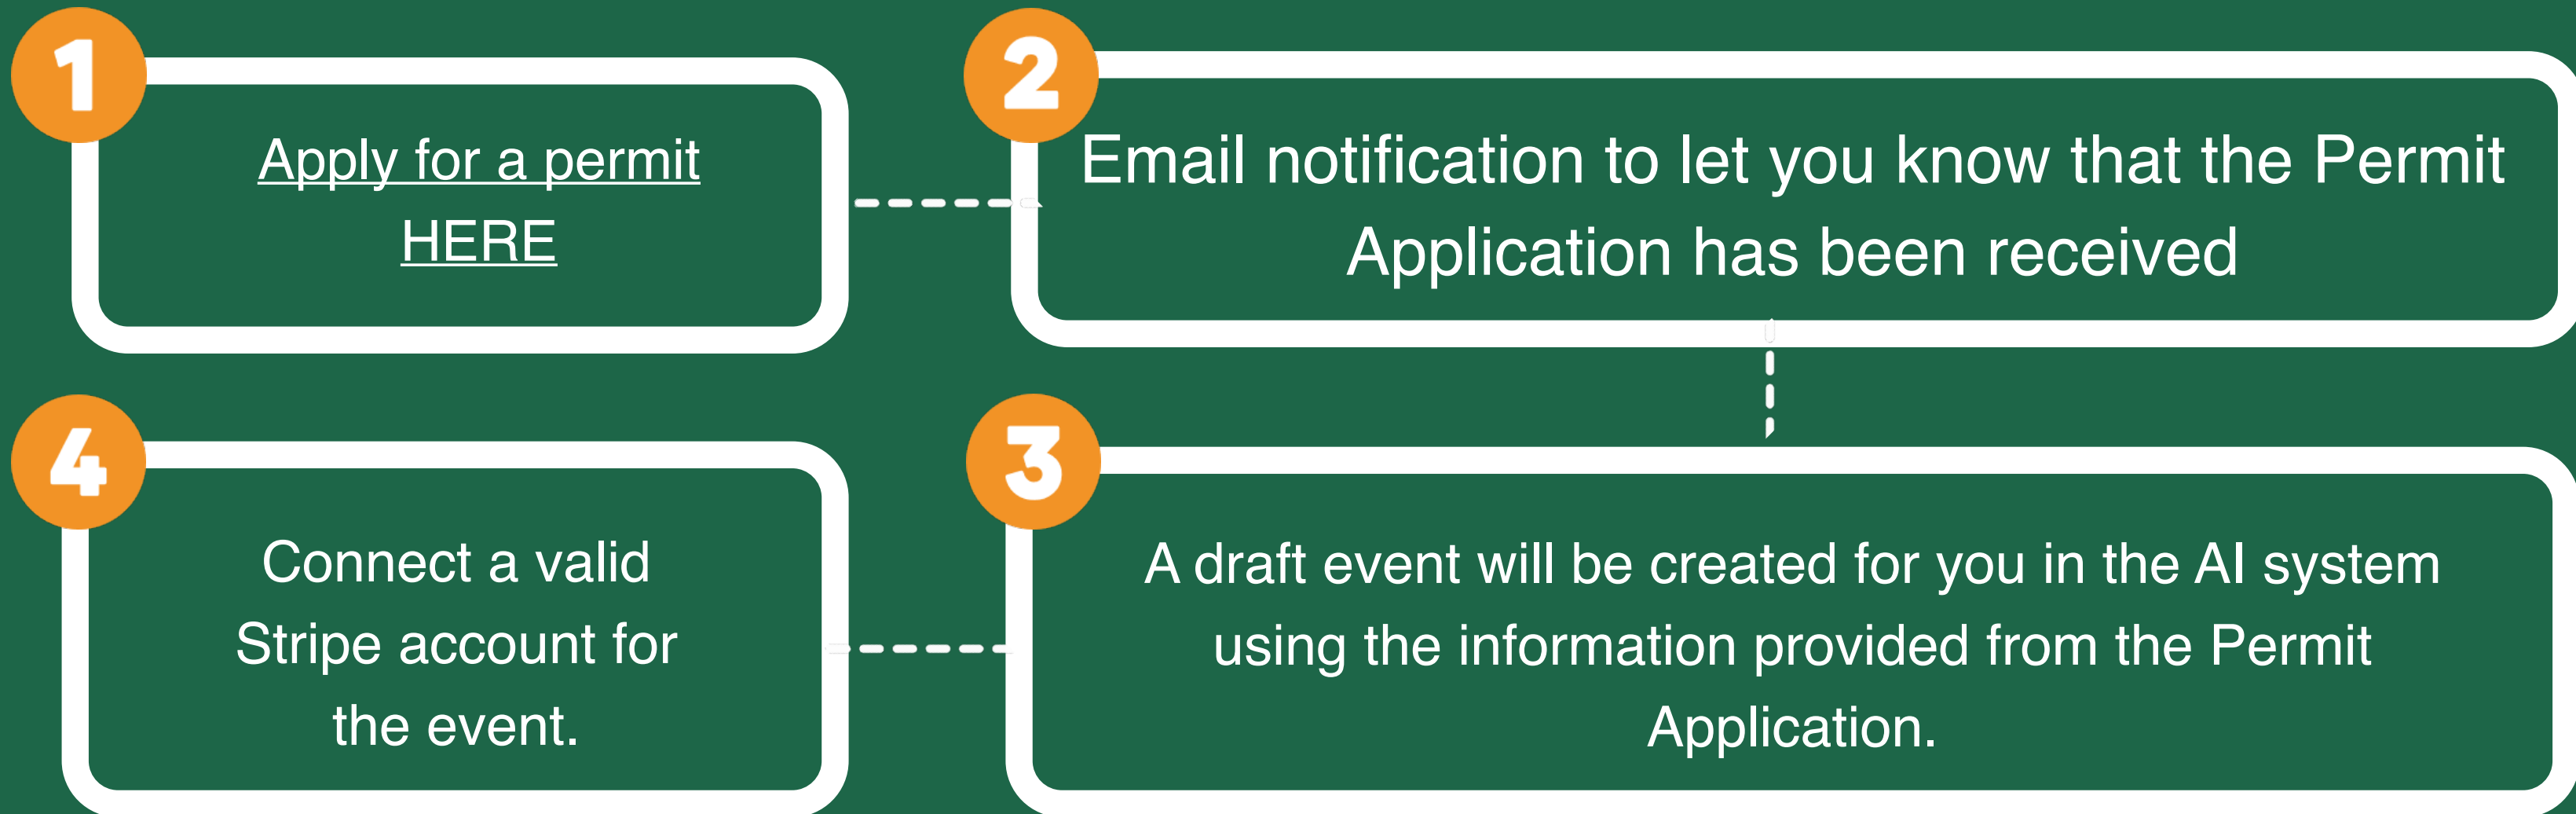 1
Apply for a permit
HERE
2
Email notification to let you know that the Permit
Application has been received
3
A draft event will be created for you in the AI system
using the information provided from the Permit
Application.
4
Connect a valid
Stripe account for
the event.